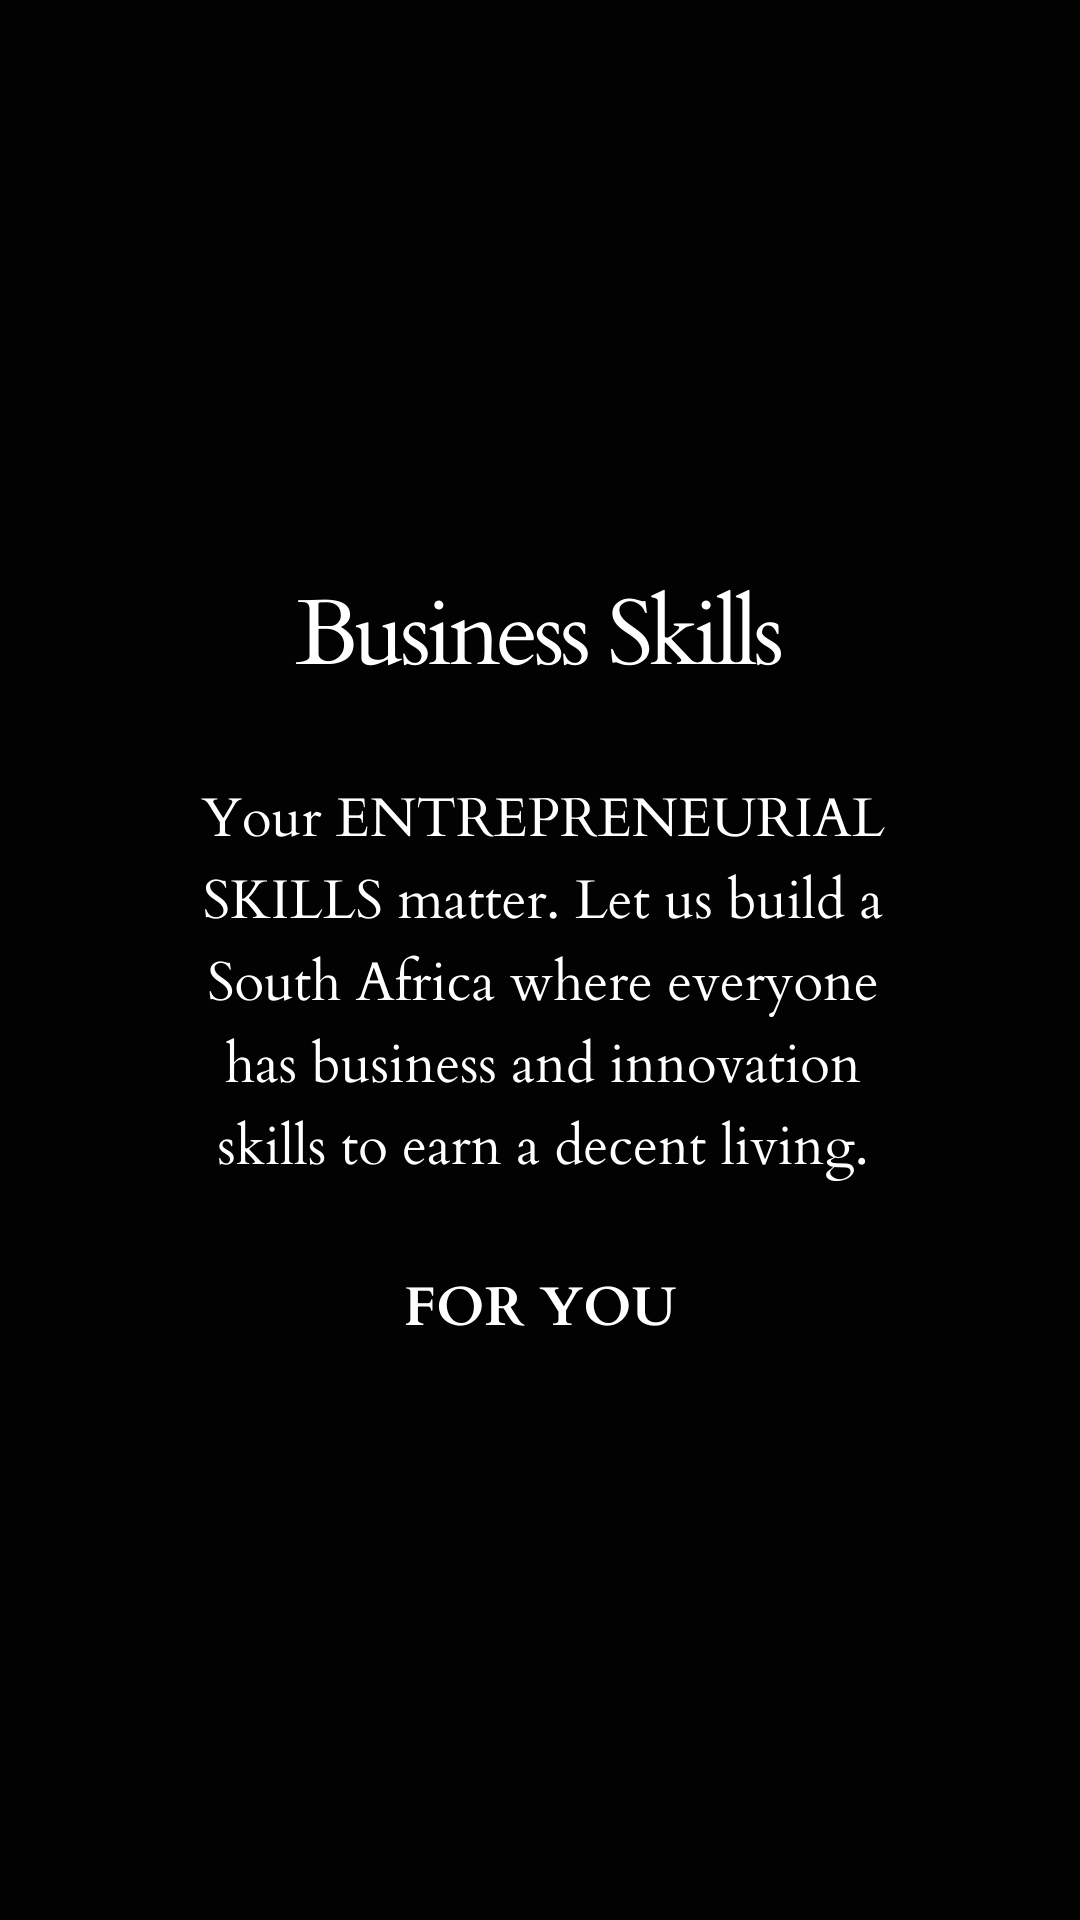 Business Skills
Your ENTREPRENEURIAL
SKILLS matter. Let us build a
South Africa where everyone
has business and innovation
skills to earn a decent living.
FOR YOU